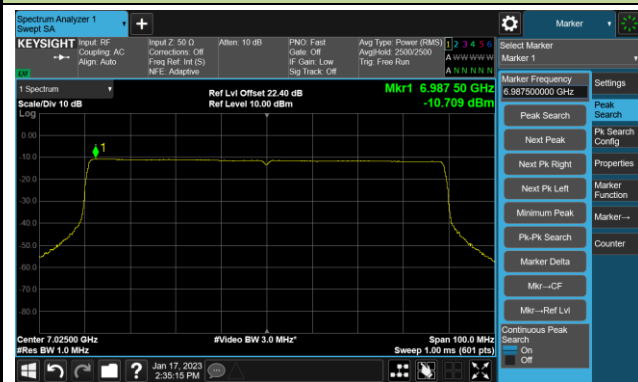 Spectrum Analyzer 1
Swept SA
Marker
KEYSIGHT
Input: RF
Coupling: AC
Align: Auto
Input Z: 50 Ω
Corrections: Off
Freq Ref: Int (S)
NFE: Adaptive
Atten: 10 dB
PNO: Fast
Gate: Off
IF Gain: Low
Sig Track: Off
Avg Type: Power (RMS)
Avg|Hold: 2500/2500
Trig: Free Run
1 2 3 4 5 6
A W W W W W
A N N N N N
LXI
Select Marker
Marker 1
1 Spectrum
Scale/Div 10 dB
Log
Ref Lvl Offset 22.40 dB
Ref Level 10.00 dBm
Mkr1 6.987 50 GHz
-10.709 dBm
0.00
-10.0
-20.0
-30.0
-40.0
-50.0
-60.0
-70.0
-80.0
1
Center 7.02500 GHz
#Res BW 1.0 MHz
#Video BW 3.0 MHz*
Span 100.0 MHz
Sweep 1.00 ms (601 pts)
Marker Frequency
6.987500000 GHz
Peak Search
Next Peak
Next Pk Right
Next Pk Left
Minimum Peak
Pk-Pk Search
Marker Delta
Mkr→CF
Mkr→Ref Lvl
Continuous Peak
Search
On
Off
Settings
Peak
Search
Pk Search
Config
Properties
Marker
Function
Marker→
Counter
Jan 17, 2023
2:35:15 PM